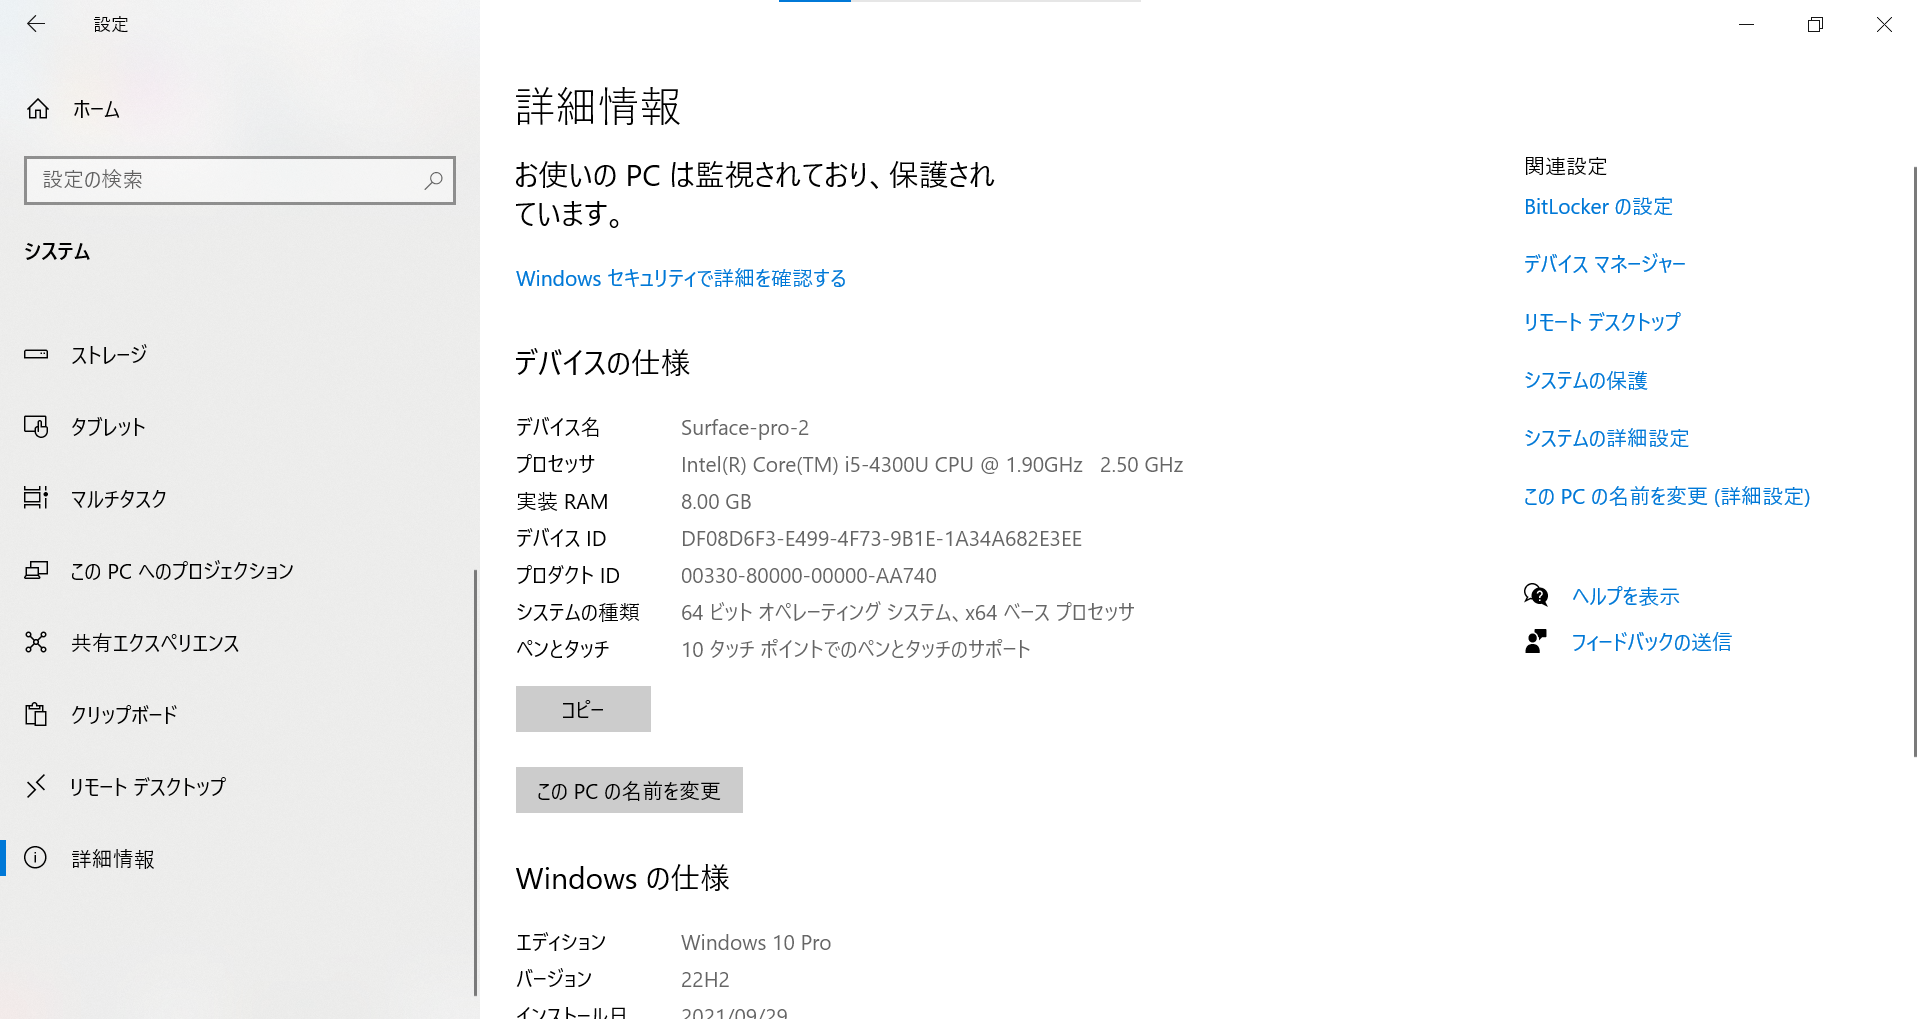 設定
ホーム
設定の検索
システム
ストレージ
タブレット
マルチタスク
この PC へのプロジェクション
共有エクスペリエンス
クリップボード
リモート デスクトップ
詳細情報
詳細情報
お使いの PC は監視されており、保護され
ています。
Windows セキュリティで詳細を確認する
デバイスの仕様
デバイス名 Surface-pro-2
プロセッサ Intel(R) Core(TM) i5-4300U CPU @ 1.90GHz 2.50 GHz
実装 RAM 8.00 GB
デバイス ID DF08D6F3-E499-4F73-9B1E-1A34A682E3EE
プロダクト ID 00330-80000-00000-AA740
システムの種類 64 ビット オペレーティング システム、x64 ベース プロセッサ
ペンとタッチ 10 タッチ ポイントでのペンとタッチのサポート
コピー
この PC の名前を変更
Windows の仕様
エディション Windows 10 Pro
バージョン 22H2
インストール日 2021/09/29
関連設定
BitLocker の設定
デバイス マネージャー
リモート デスクトップ
システムの保護
システムの詳細設定
この PC の名前を変更 (詳細設定)
ヘルプを表示
フィードバックの送信